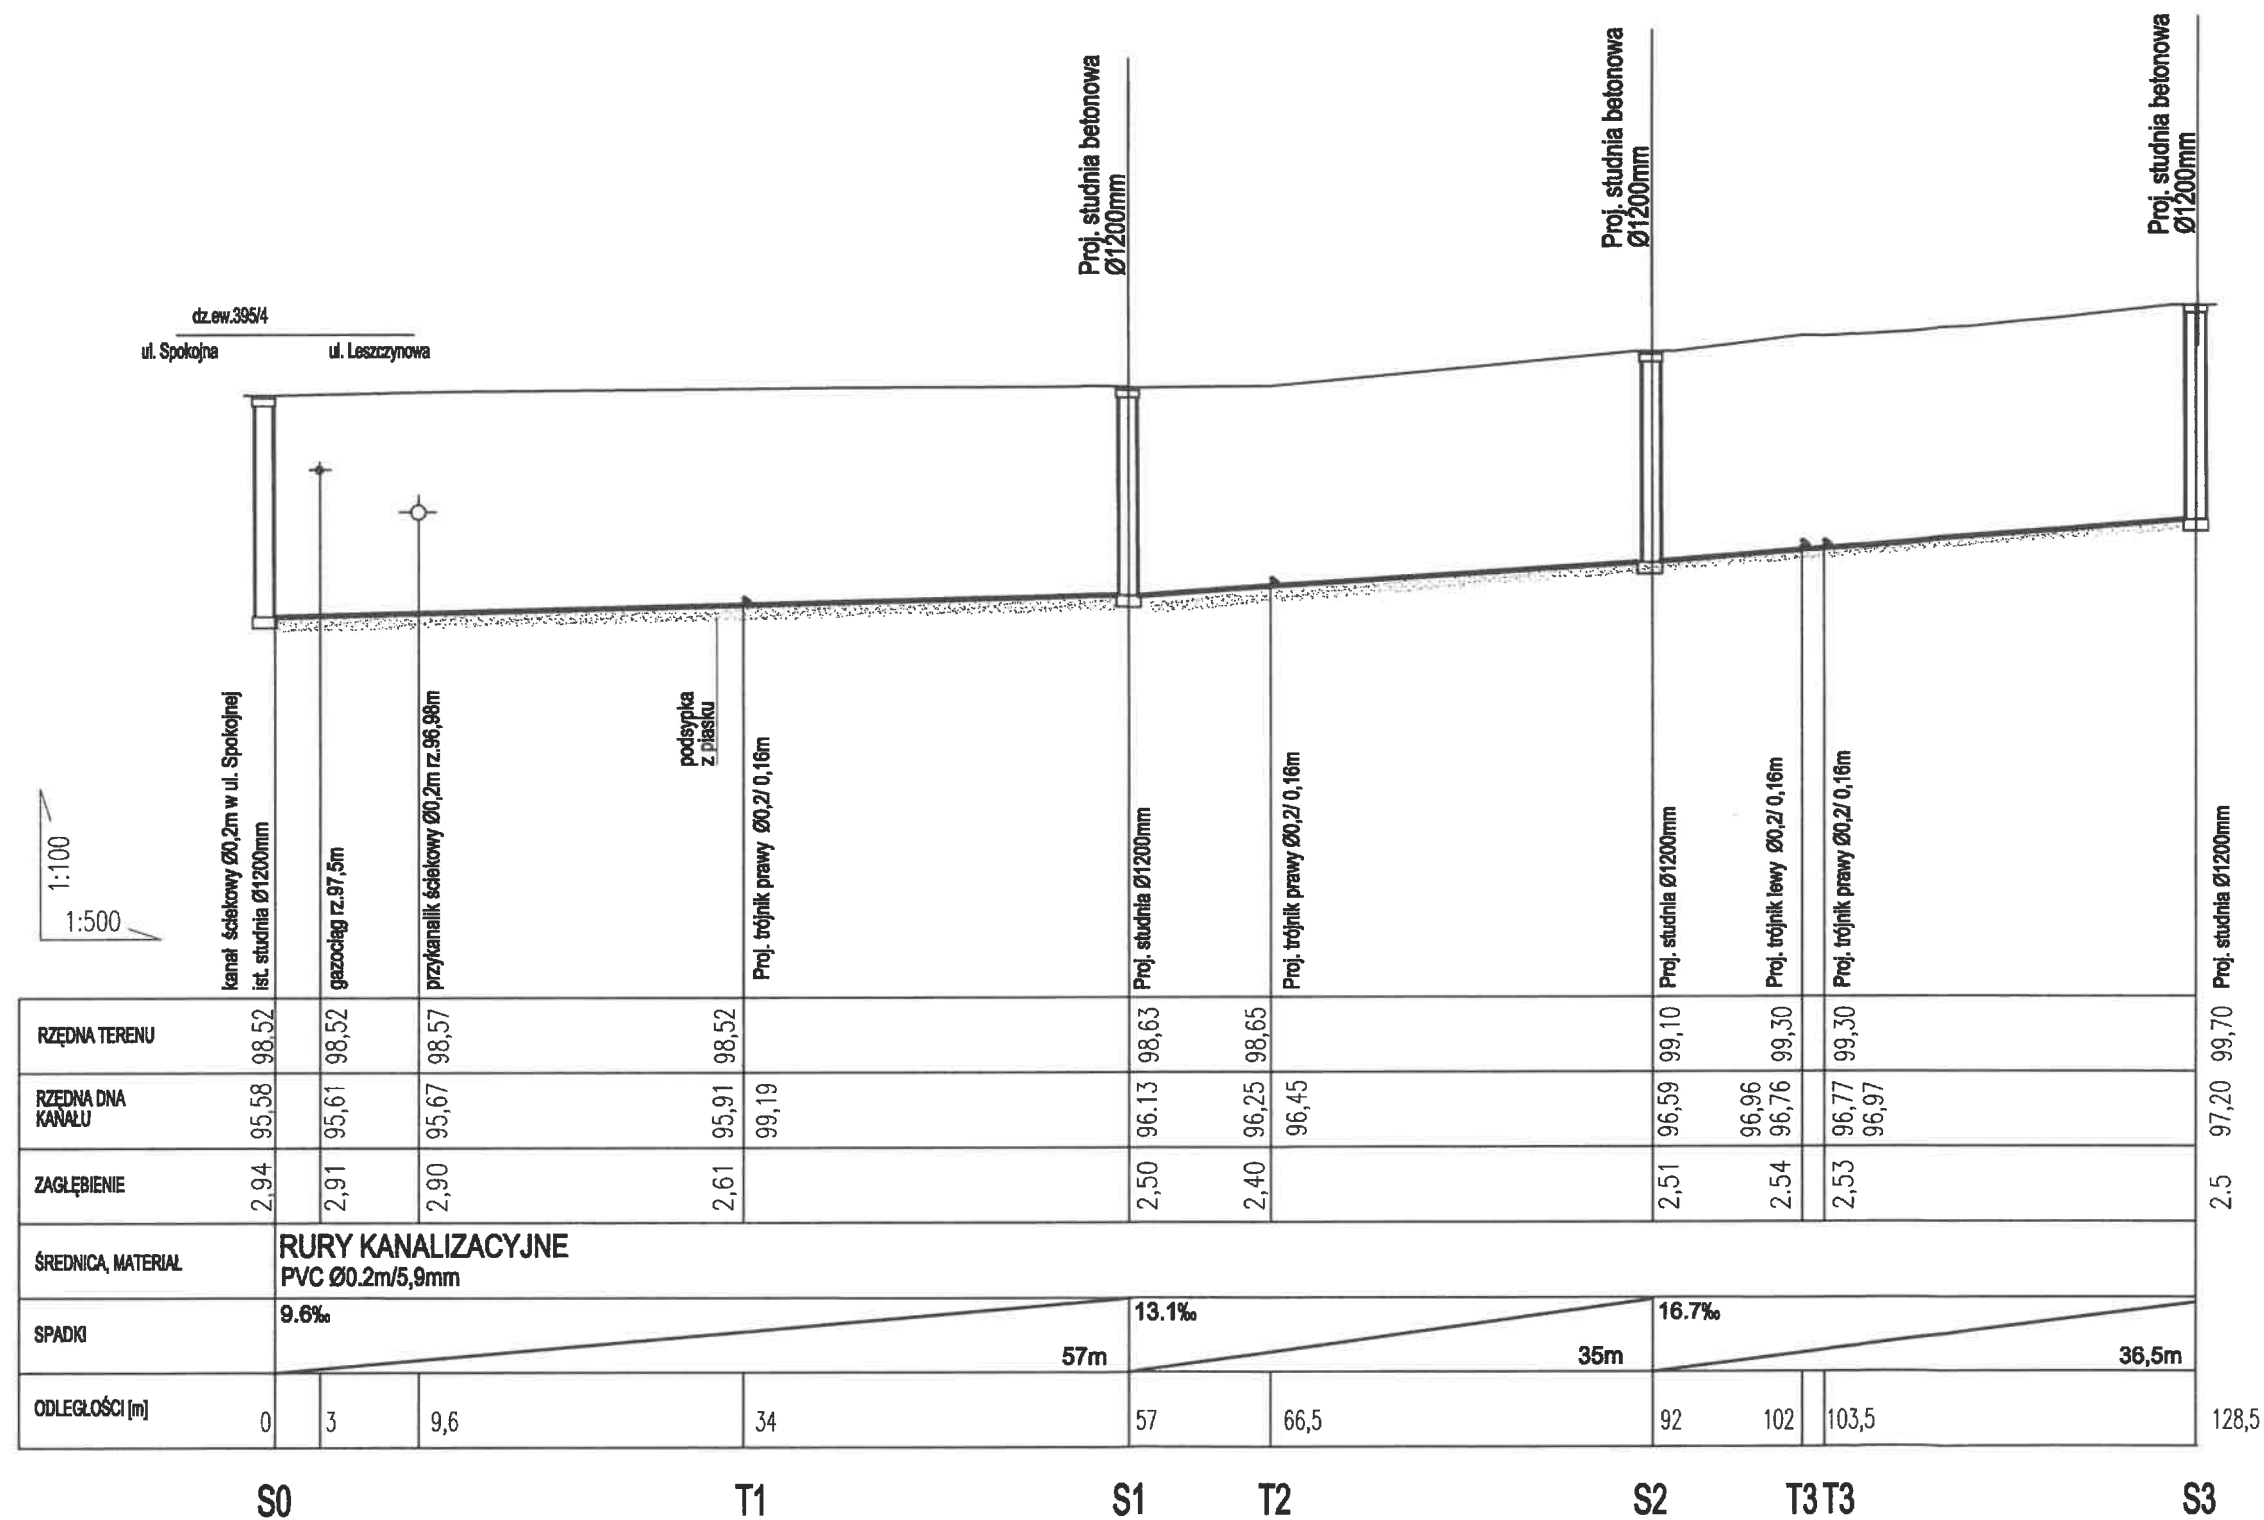 Proj. studnia betonowa
Ø1200mm
Proj. studnia betonowa
Ø1200mm
Proj. studnia betonowa
Ø1200mm
dz.ew.395/4
ul. Spokojna
ul. Leszczynowa
1:100
1:500
kanał ściekowy Ø0,2m w ul. Spokojnej
ist. studnia Ø1200mm
gazociąg rz.97,5m
przykanalik ściekowy Ø0,2m rz.96,98m
podsypka
z piasku
Proj. trójnik prawy Ø0,2/ 0,16m
Proj. studnia Ø1200mm
Proj. trójnik prawy Ø0,2/ 0,16m
Proj. studnia Ø1200mm
Proj. trójnik lewy Ø0,2/ 0,16m
Proj. trójnik prawy Ø0,2/ 0,16m
Proj. studnia Ø1200mm
RZĘDNA TERENU
98,52
98,52
98,57
98,52
98,63
98,65
99,10
99,30
99,30
99,70
RZĘDNA DNA
KANAŁU
95,58
95,61
95,67
95,91
99,19
96.13
96,25
96,45
96,59
96,96
96,76
96,77
96,97
97,20
ZAGŁĘBIENIE
2,94
2,91
2,90
2,61
2,50
2,40
2,51
2.54
2,53
2.5
ŚREDNICA, MATERIAŁ
RURY KANALIZACYJNE
PVC Ø0.2m/5,9mm
SPADKI
9.6‰
57m
13.1‰
35m
16.7‰
36,5m
ODLEGŁOŚCI [m]
0
3
9,6
34
57
66,5
92
102
103,5
128,5
S0
T1
S1
T2
S2
T3
T3
S3